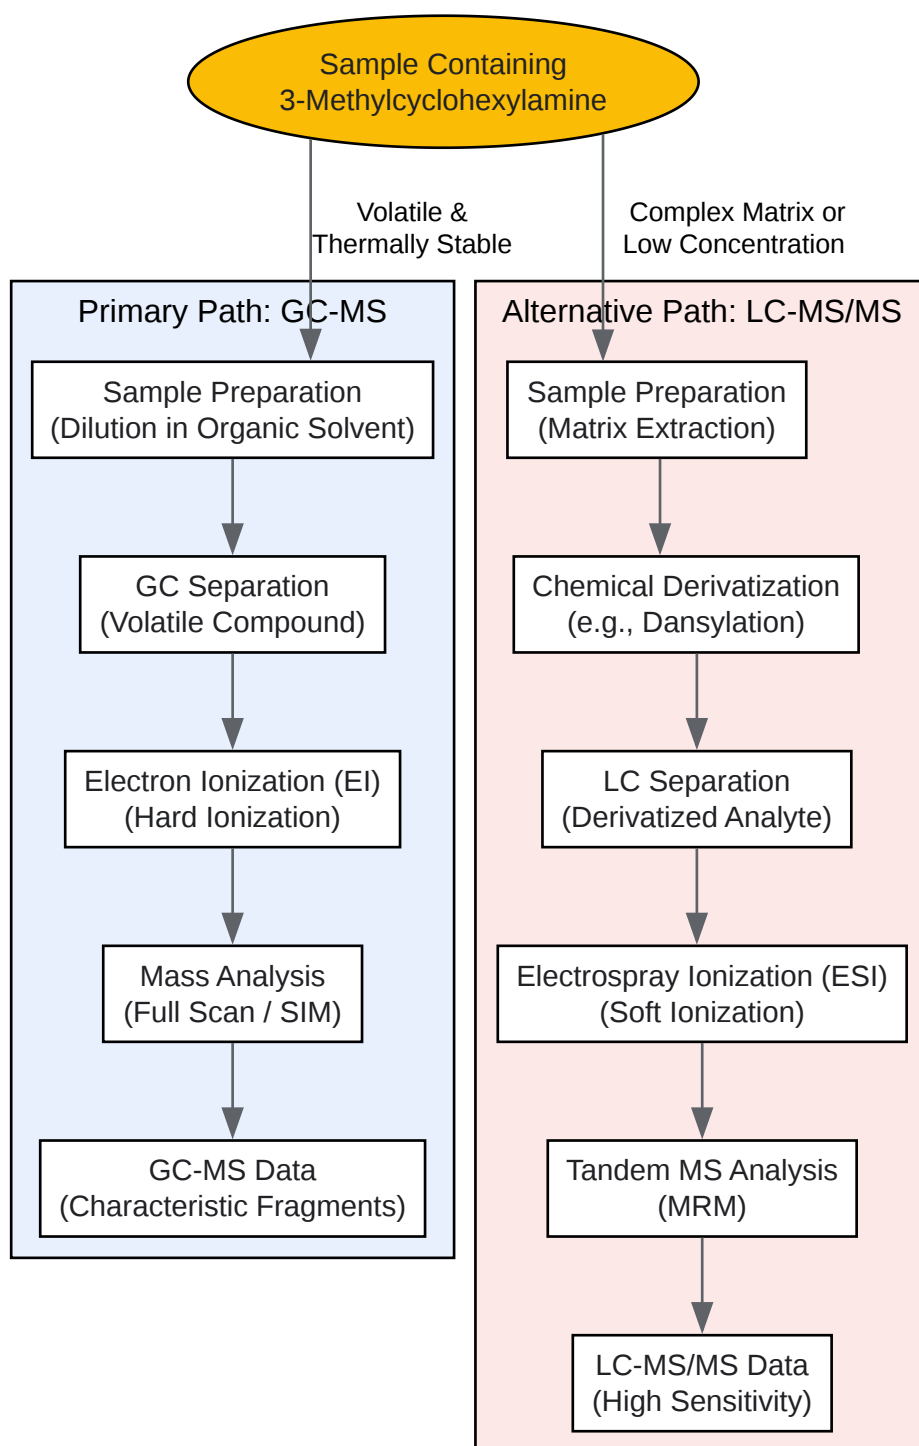 Sample Containing
3-Methylcyclohexylamine
Volatile &
Thermally Stable
Complex Matrix or
Low Concentration
Primary Path: GC-MS
Sample Preparation
(Dilution in Organic Solvent)
GC Separation
(Volatile Compound)
Electron Ionization (EI)
(Hard Ionization)
Mass Analysis
(Full Scan / SIM)
GC-MS Data
(Characteristic Fragments)
Alternative Path: LC-MS/MS
Sample Preparation
(Matrix Extraction)
Chemical Derivatization
(e.g., Dansylation)
LC Separation
(Derivatized Analyte)
Electrospray Ionization (ESI)
(Soft Ionization)
Tandem MS Analysis
(MRM)
LC-MS/MS Data
(High Sensitivity)